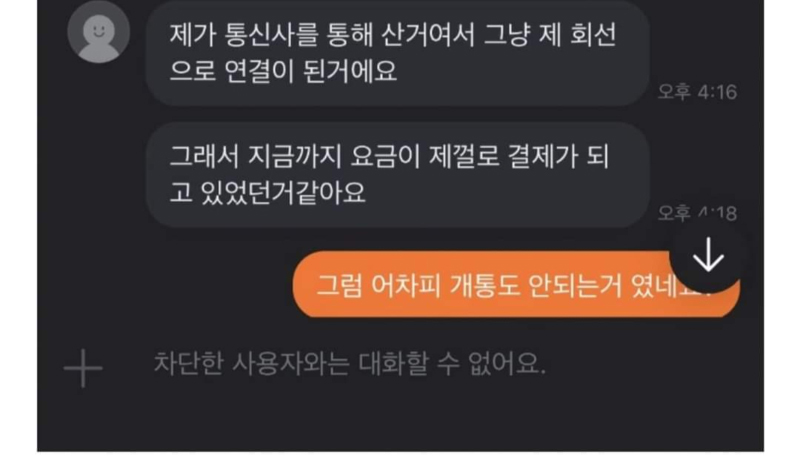 제가 통신사를 통해 산거여서 그냥 제 회선
으로 연결이 된거에요
오후 4:16
그래서 지금까지 요금이 제껄로 결제가 되
고 있었던거같아요
오후 4:18
그럼 어차피 개통도 안되는거 였네요
차단한 사용자와는 대화할 수 없어요.